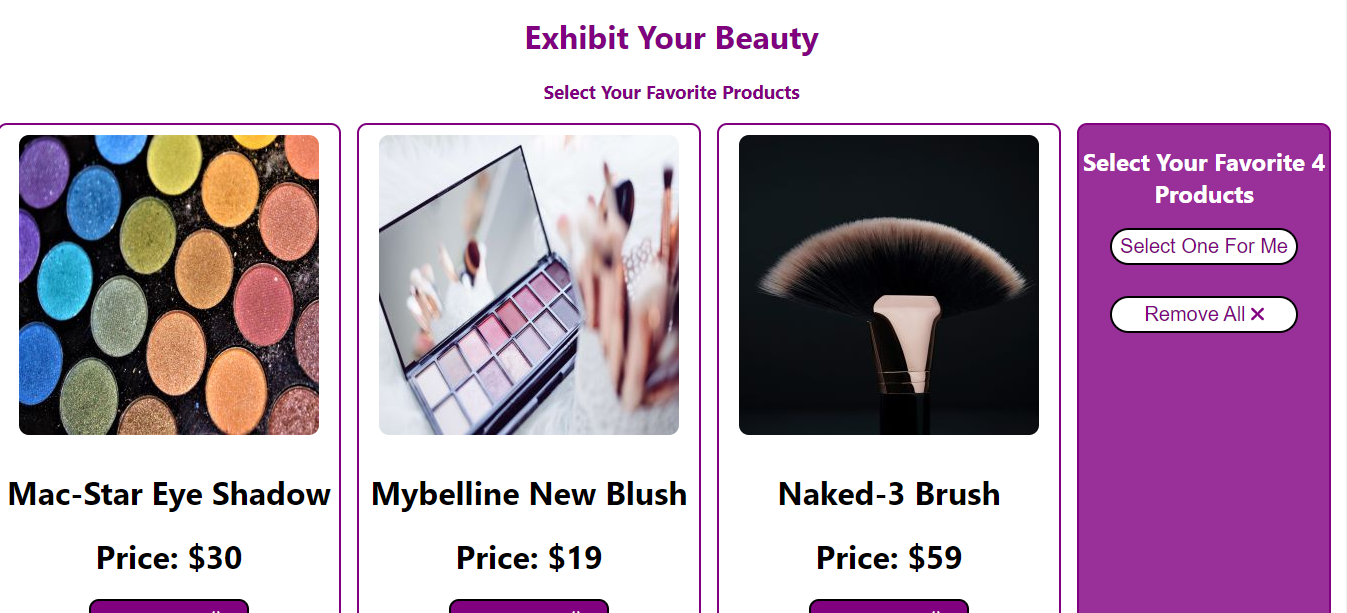 Exhibit Your Beauty
Select Your Favorite Products
Mac-Star Eye Shadow
Price: $30
Mybelline New Blush
Price: $19
Naked-3 Brush
Price: $59
Select Your Favorite 4
Products
Select One For Me
Remove All ×